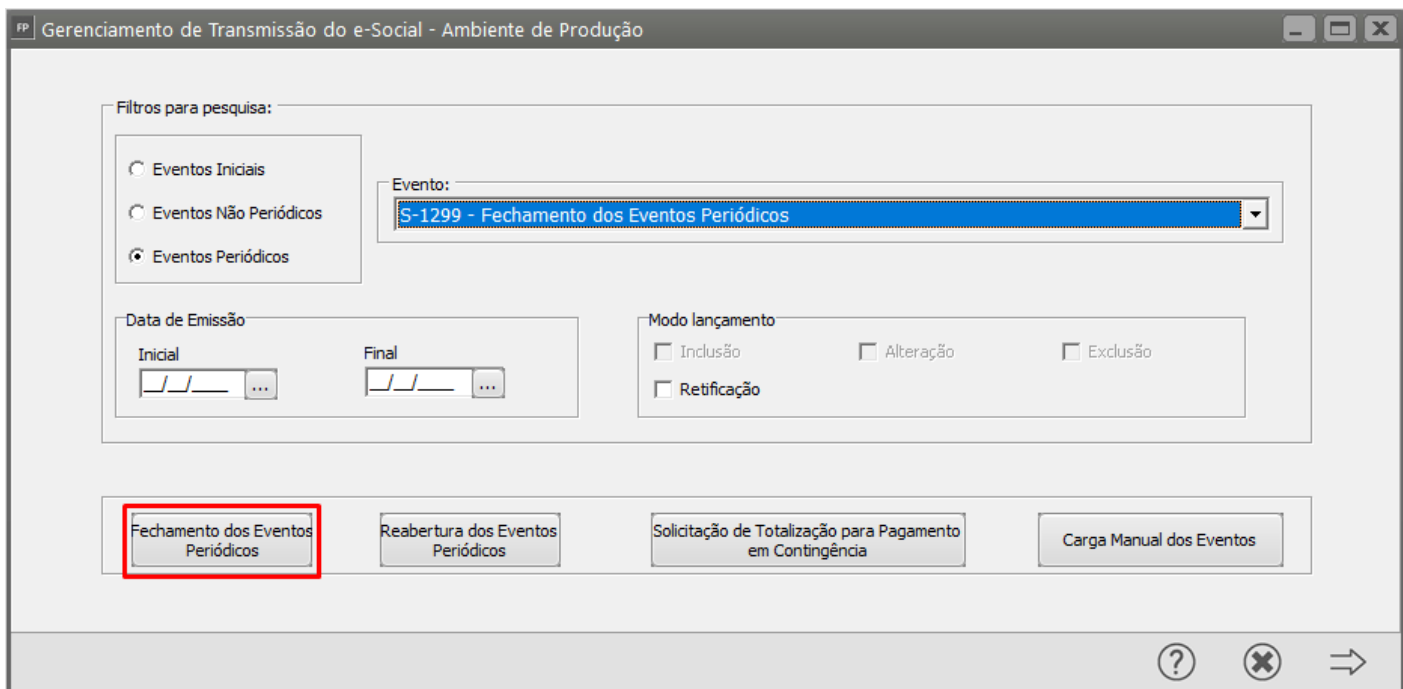 FP Gerenciamento de Transmissão do e-Social - Ambiente de Produção
Filtros para pesquisa:
Eventos Iniciais
Eventos Não Periódicos
Eventos Periódicos
Evento:
S-1299 - Fechamento dos Eventos Periódicos
Data de Emissão
Inicial
Final
__/__/____ ...
__/__/____ ...
Modo lançamento
Inclusão
Alteração
Exclusão
Retificação
Fechamento dos Eventos
Periódicos
Reabertura dos Eventos
Periódicos
Solicitação de Totalização para Pagamento
em Contingência
Carga Manual dos Eventos
?